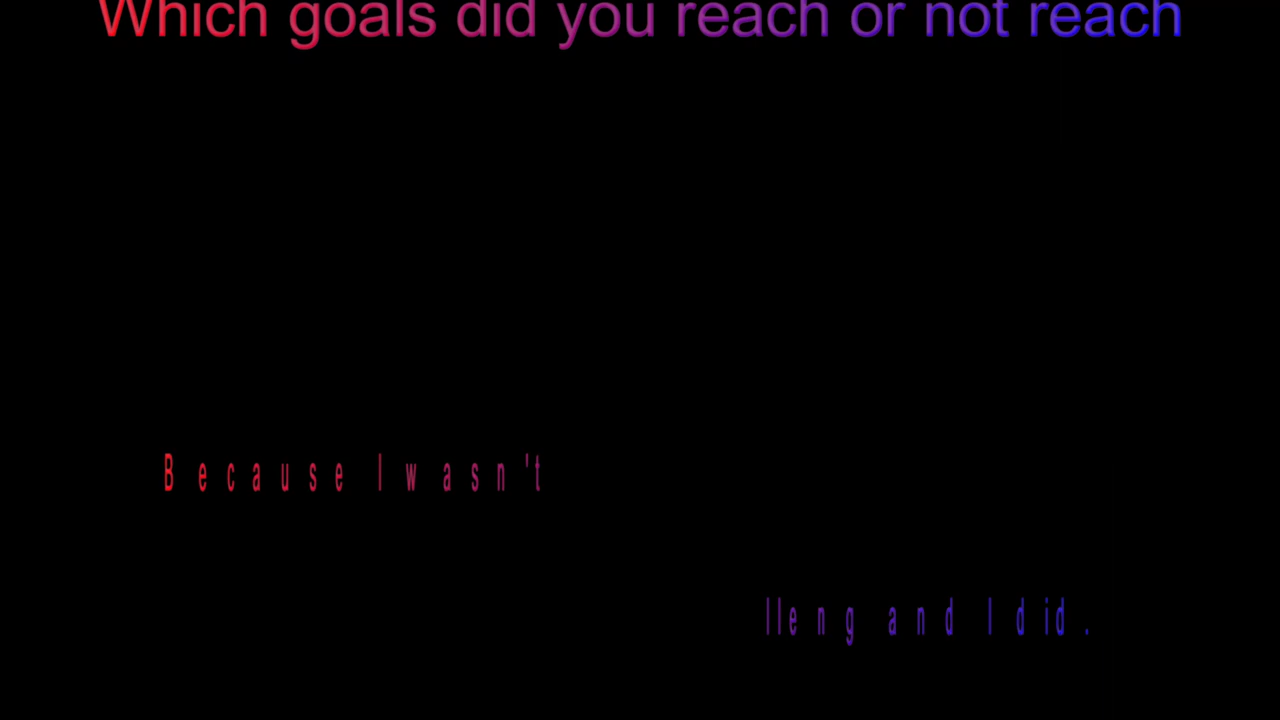 Which goals did you reach or not reach
Because I wasn't
lleng and I did.